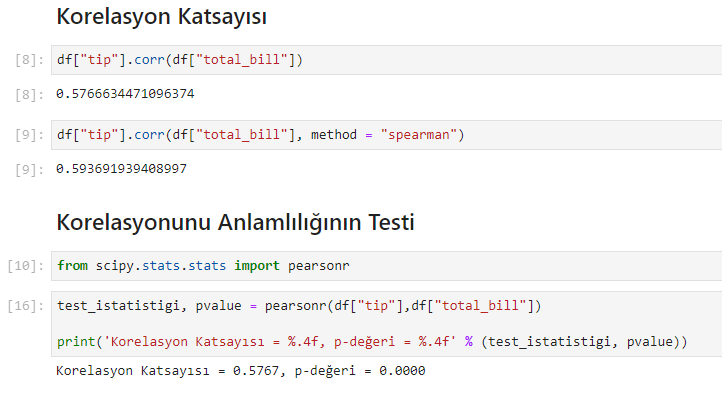 Korelasyon Katsayısı
[8]: df["tip"].corr(df["total_bill"])
[8]: 0.5766634471096374
[9]: df["tip"].corr(df["total_bill"], method = "spearman")
[9]: 0.593691939408997
Korelasyonunu Anlamlılığının Testi
[10]: from scipy.stats.stats import pearsonr
[16]: test_istatistigi, pvalue = pearsonr(df["tip"],df["total_bill"])
print('Korelasyon Katsayısı = %.4f, p-değeri = %.4f' % (test_istatistigi, pvalue))
Korelasyon Katsayısı = 0.5767, p-değeri = 0.0000